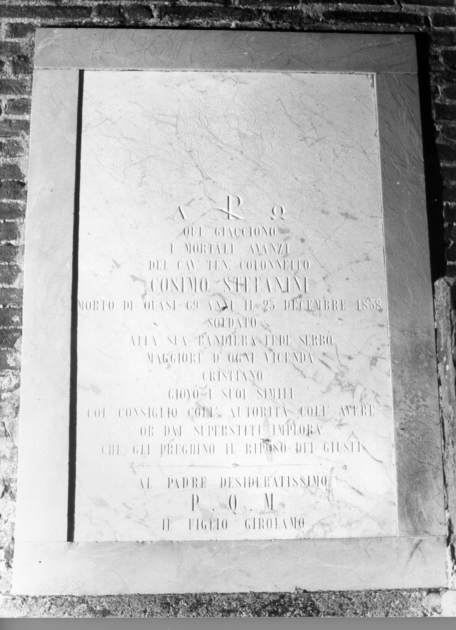 Α ☧ Ω
QUI GIACCIONO
I MORTALI AVANZI
DEL CAV. TEN. COLONNELLO
COSIMO STEFANINI
MORTO DI QUASI 69 ANNI IL 25 DECEMBRE 1858.
SOLDATO
ALLA SUA BANDIERA FEDE SERBÒ
MAGGIORE D'OGNI VICENDA
CRISTIANO
GIOVÒ I SUOI SIMILI
COL CONSIGLIO COLL' AUTORITÀ COLL' AVERE
OR DAI SUPERSTITI IMPLORA
CHE GLI PREGHINO IL RIPOSO DEI GIUSTI
AL PADRE DESIDERATISSIMO
P. Q. M.
IL FIGLIO GIROLAMO